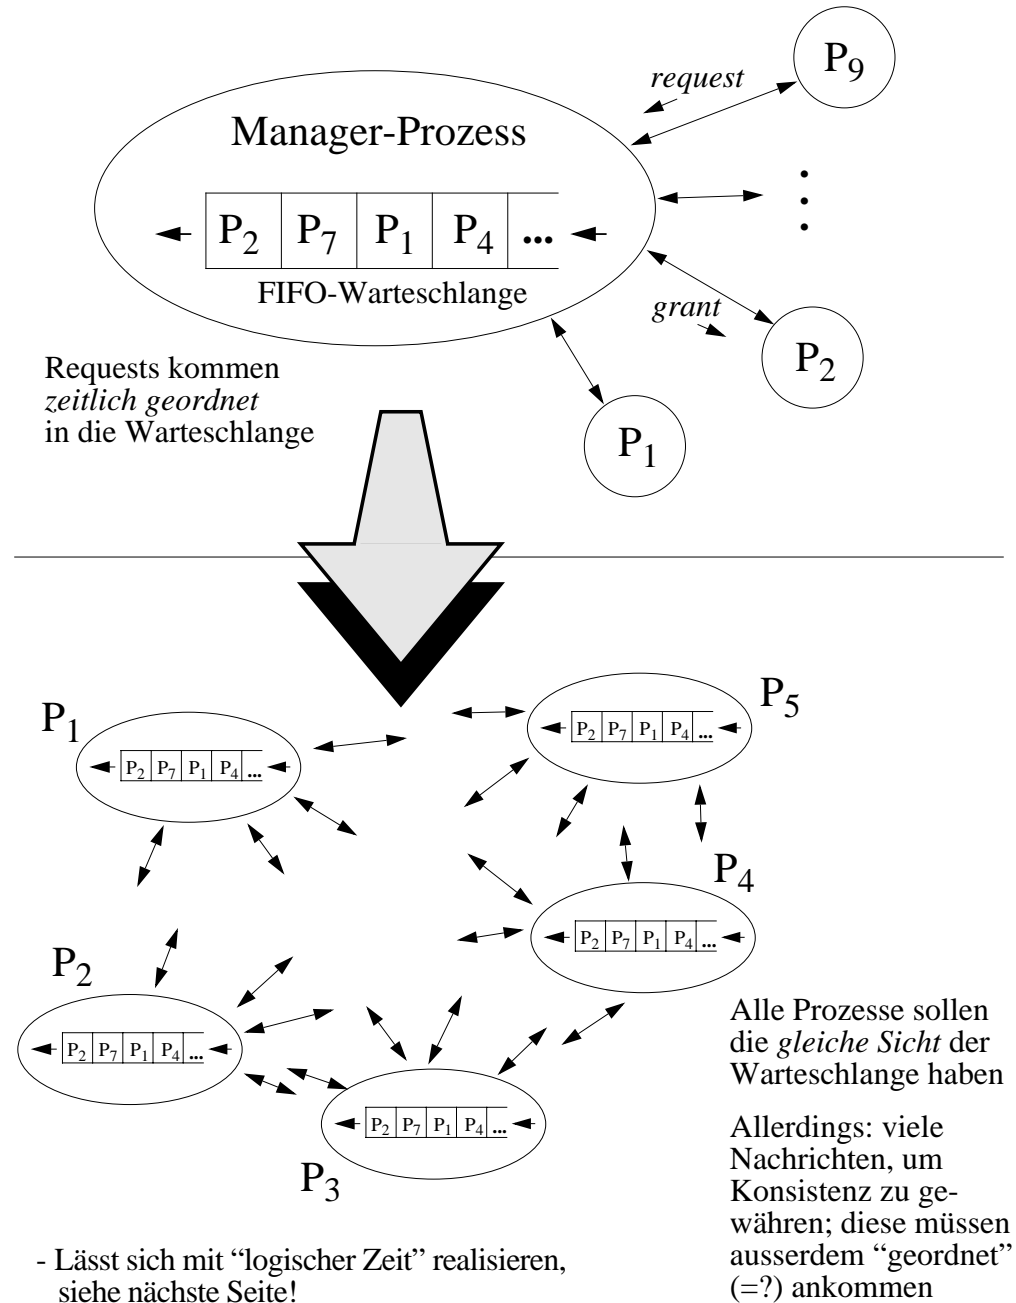 P9
request
Manager-Prozess
P2 P7 P1 P4 ...
FIFO-Warteschlange
grant
P2
P1
Requests kommen
zeitlich geordnet
in die Warteschlange
P1
P2 P7 P1 P4 ...
P5
P2 P7 P1 P4 ...
P4
P2 P7 P1 P4 ...
P2
P2 P7 P1 P4 ...
P3
P2 P7 P1 P4 ...
Alle Prozesse sollen
die gleiche Sicht der
Warteschlange haben
Allerdings: viele
Nachrichten, um
Konsistenz zu ge-
währen; diese müssen
ausserdem “geordnet”
(=?) ankommen
- Lässt sich mit “logischer Zeit” realisieren,
siehe nächste Seite!